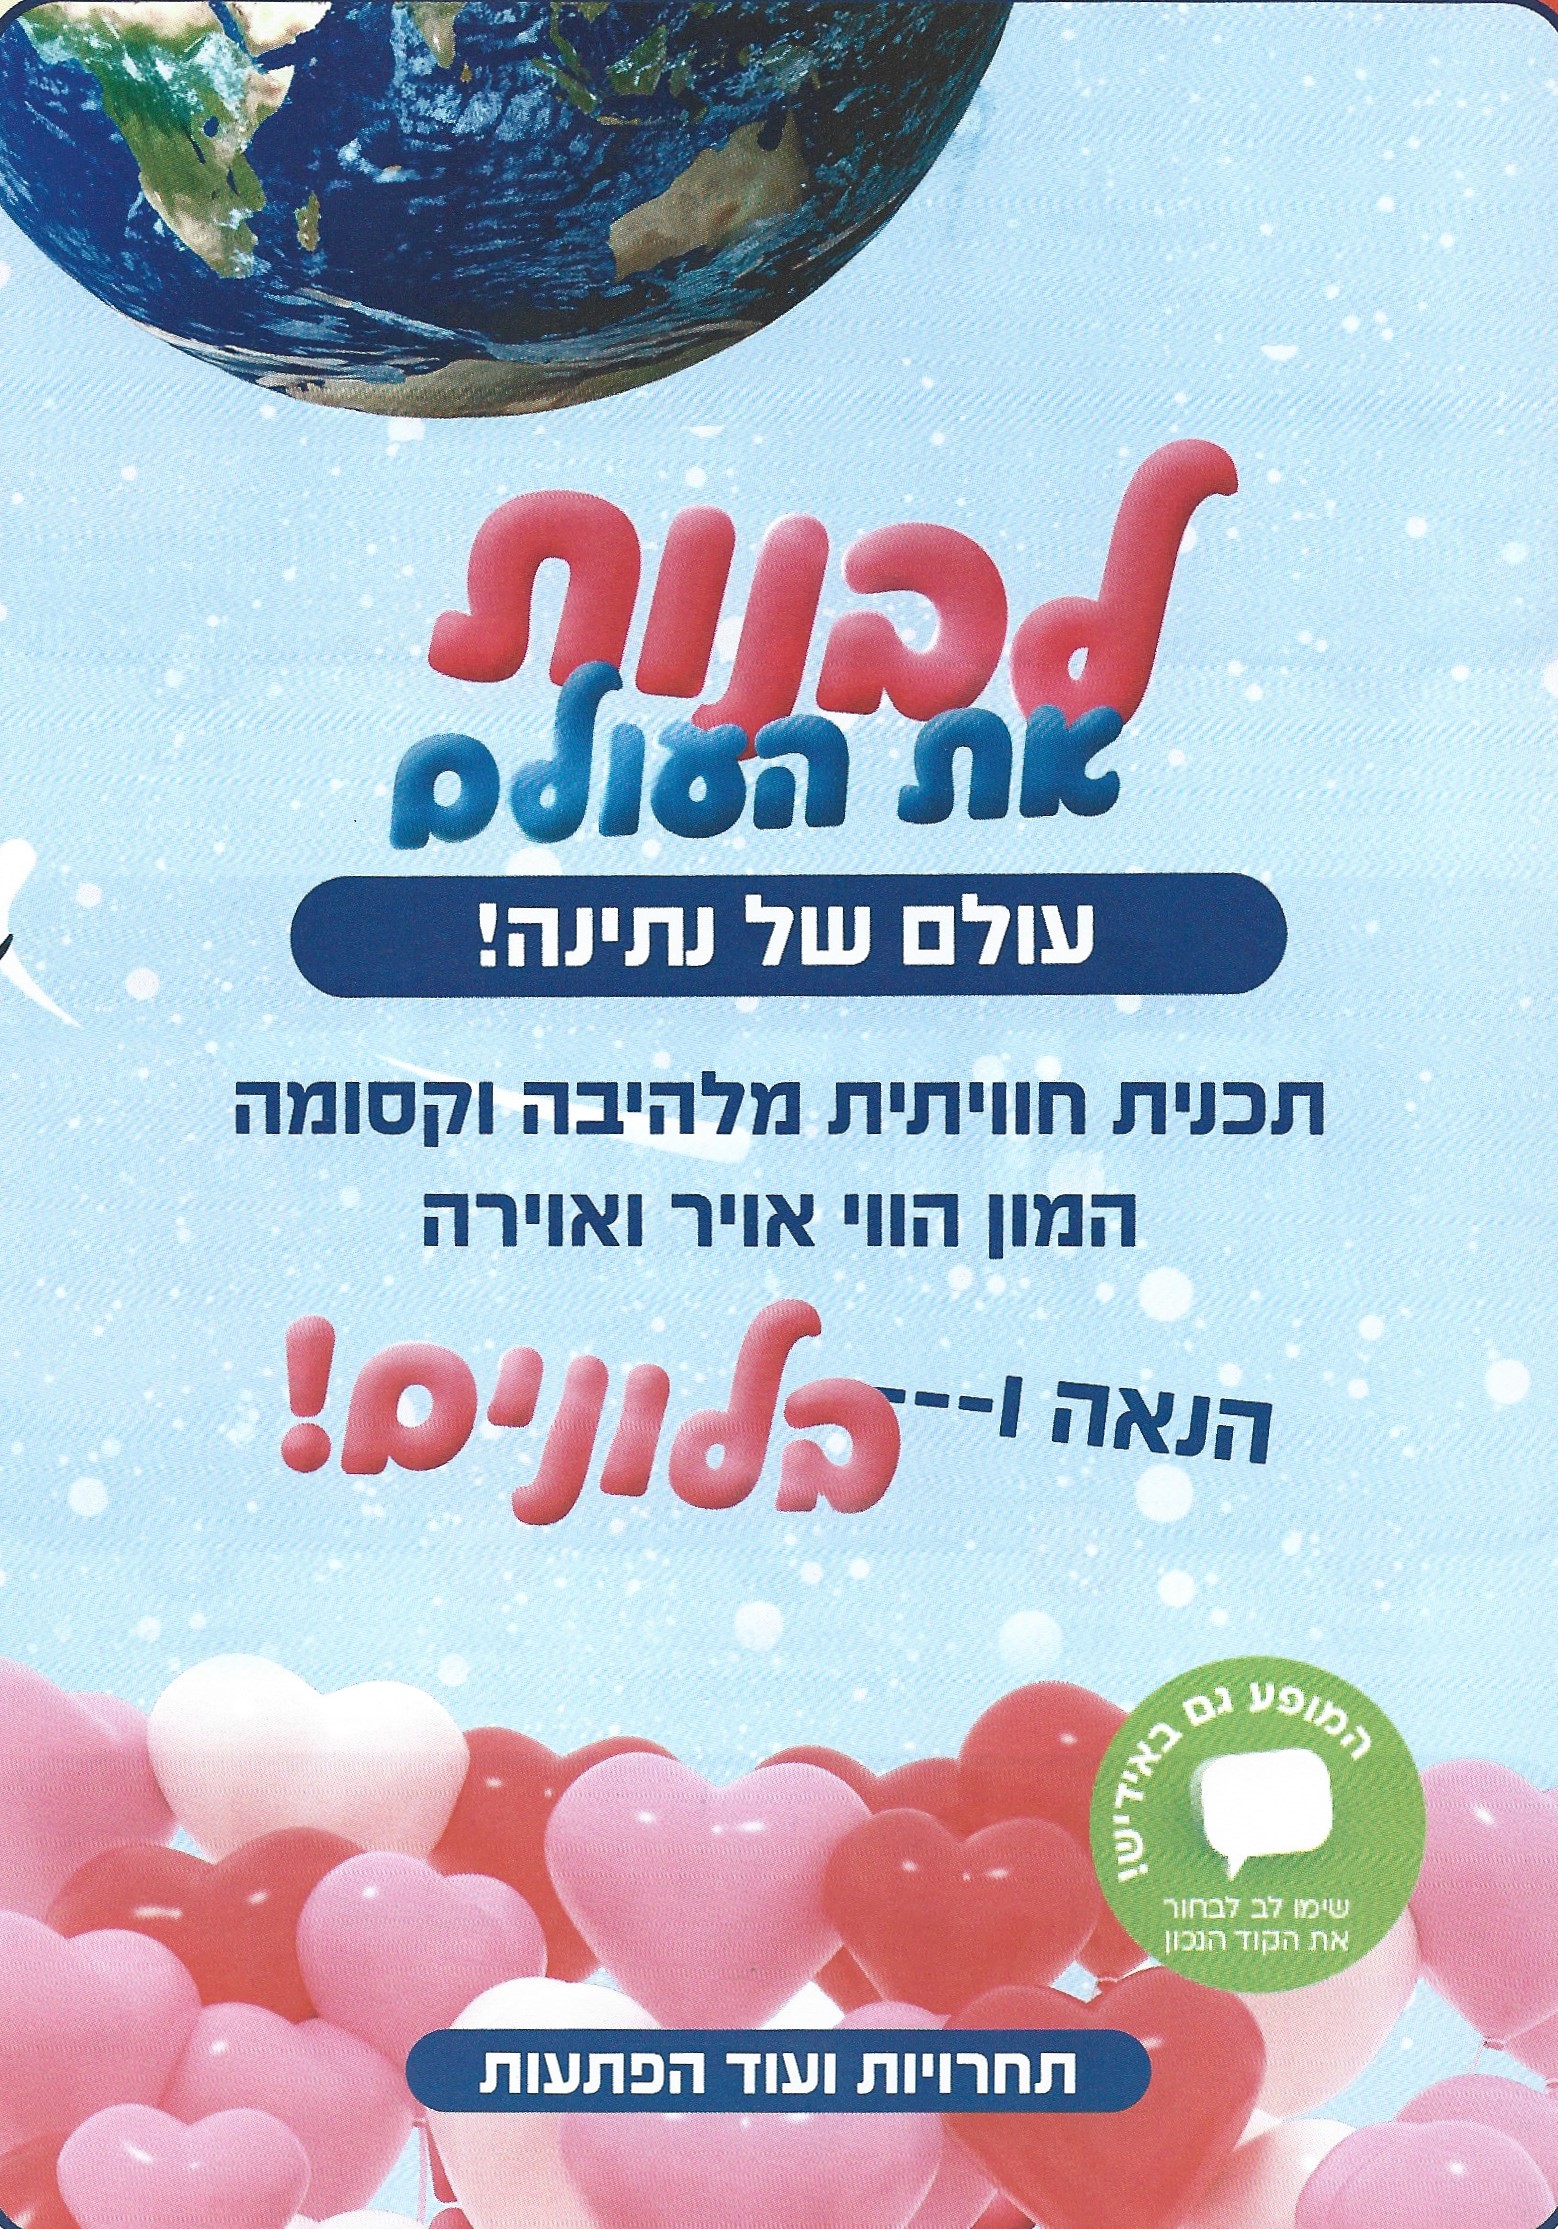 לבנות
את העולם
עולם של נתינה!
תכנית חוויתית מלהיבה וקסומה
המון הווי אויר ואוירה
הנאה ו---בלונים!
המופע גם באידיש!
שימו לב לבחור
את הקוד הנכון
תחרויות ועוד הפתעות